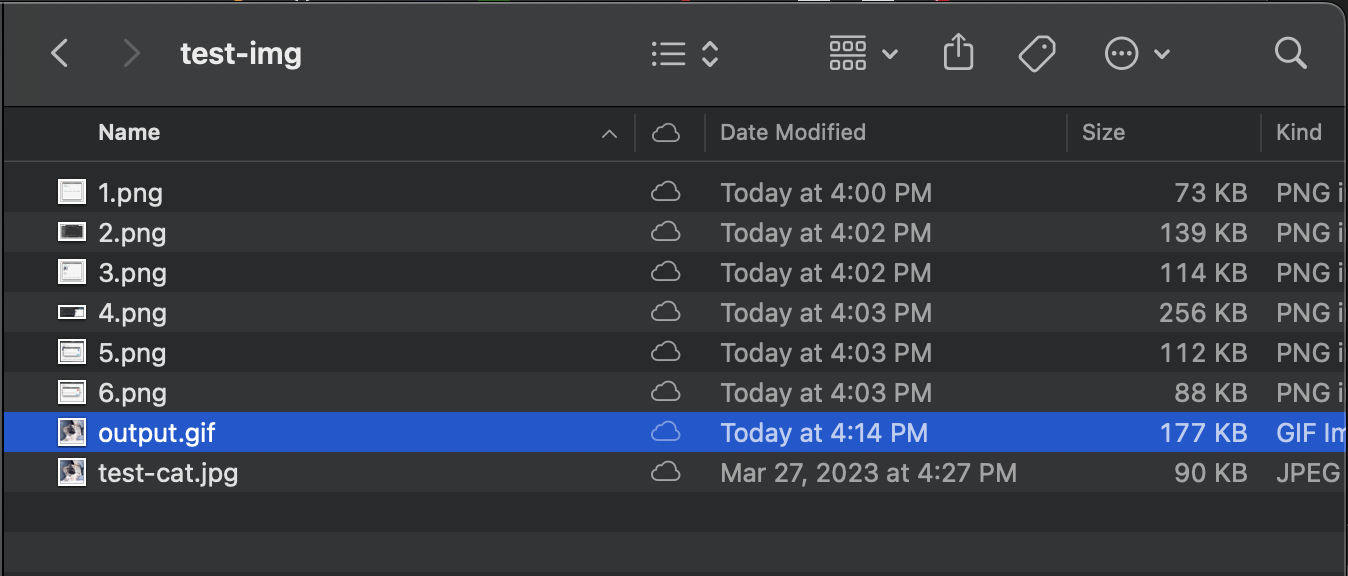 test-img
Name Date Modified Size Kind
1.png Today at 4:00 PM 73 KB PNG i
2.png Today at 4:02 PM 139 KB PNG i
3.png Today at 4:02 PM 114 KB PNG i
4.png Today at 4:03 PM 256 KB PNG i
5.png Today at 4:03 PM 112 KB PNG i
6.png Today at 4:03 PM 88 KB PNG i
output.gif Today at 4:14 PM 177 KB GIF Im
test-cat.jpg Mar 27, 2023 at 4:27 PM 90 KB JPEG